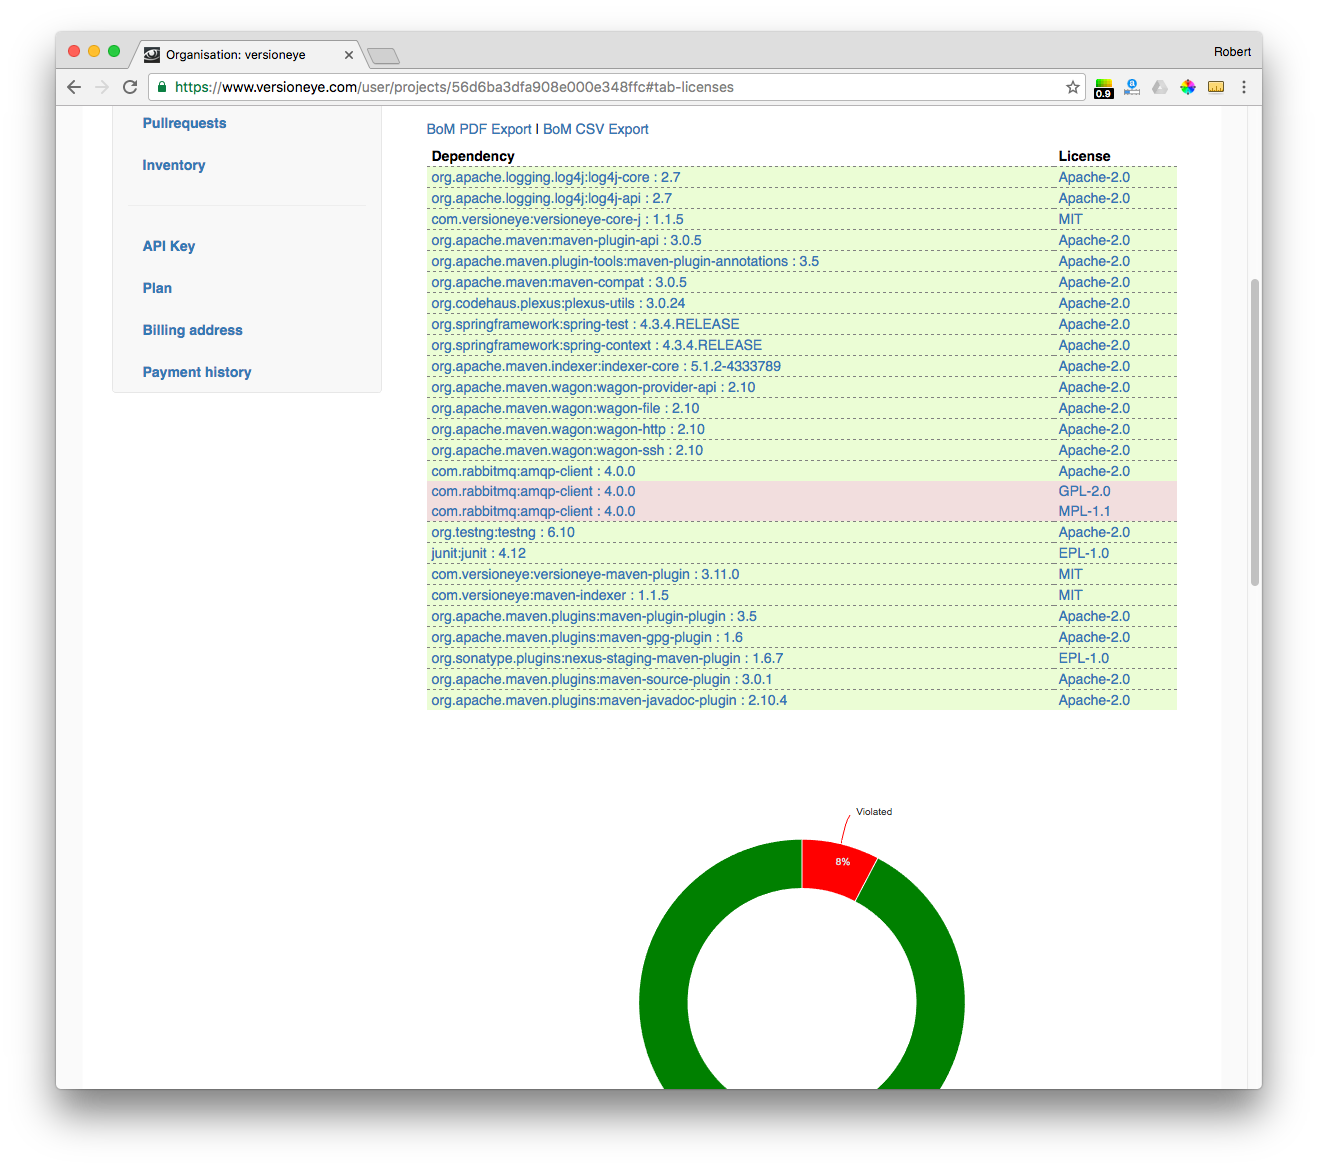 Organisation: versioneye
Robert
https://www.versioneye.com/user/projects/56d6ba3dfa908e000e348ffc#tab-licenses
0.9
Pullrequests
Inventory
API Key
Plan
Billing address
Payment history
BoM PDF Export | BoM CSV Export
Dependency License
org.apache.logging.log4j:log4j-core : 2.7 Apache-2.0
org.apache.logging.log4j:log4j-api : 2.7 Apache-2.0
com.versioneye:versioneye-core-j : 1.1.5 MIT
org.apache.maven:maven-plugin-api : 3.0.5 Apache-2.0
org.apache.maven.plugin-tools:maven-plugin-annotations : 3.5 Apache-2.0
org.apache.maven:maven-compat : 3.0.5 Apache-2.0
org.codehaus.plexus:plexus-utils : 3.0.24 Apache-2.0
org.springframework:spring-test : 4.3.4.RELEASE Apache-2.0
org.springframework:spring-context : 4.3.4.RELEASE Apache-2.0
org.apache.maven.indexer:indexer-core : 5.1.2-4333789 Apache-2.0
org.apache.maven.wagon:wagon-provider-api : 2.10 Apache-2.0
org.apache.maven.wagon:wagon-file : 2.10 Apache-2.0
org.apache.maven.wagon:wagon-http : 2.10 Apache-2.0
org.apache.maven.wagon:wagon-ssh : 2.10 Apache-2.0
com.rabbitmq:amqp-client : 4.0.0 Apache-2.0
com.rabbitmq:amqp-client : 4.0.0 GPL-2.0
com.rabbitmq:amqp-client : 4.0.0 MPL-1.1
org.testng:testng : 6.10 Apache-2.0
junit:junit : 4.12 EPL-1.0
com.versioneye:versioneye-maven-plugin : 3.11.0 MIT
com.versioneye:maven-indexer : 1.1.5 MIT
org.apache.maven.plugins:maven-plugin-plugin : 3.5 Apache-2.0
org.apache.maven.plugins:maven-gpg-plugin : 1.6 Apache-2.0
org.sonatype.plugins:nexus-staging-maven-plugin : 1.6.7 EPL-1.0
org.apache.maven.plugins:maven-source-plugin : 3.0.1 Apache-2.0
org.apache.maven.plugins:maven-javadoc-plugin : 2.10.4 Apache-2.0
Violated
8%